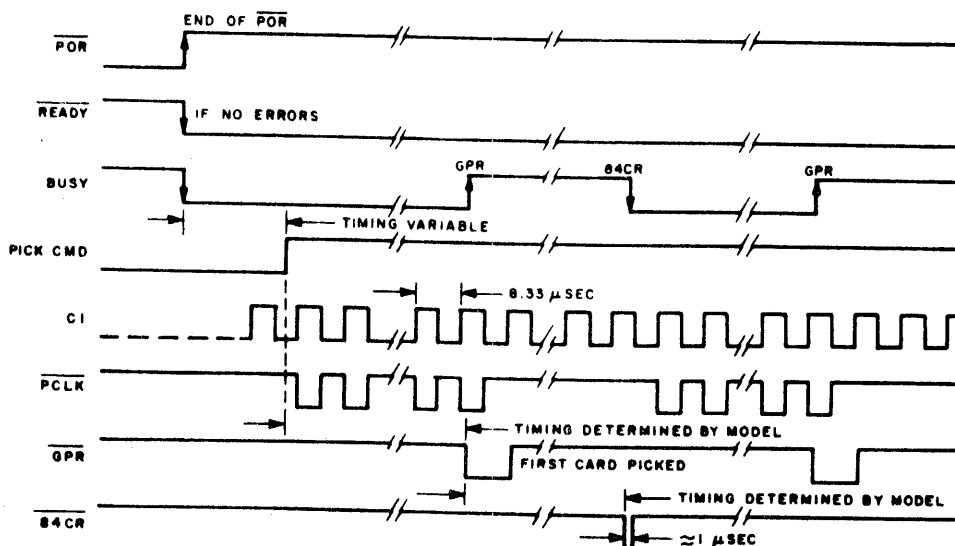 END OF POR
POR
READY
IF NO ERRORS
BUSY
GPR
84CR
GPR
TIMING VARIABLE
PICK CMD
8.33 μSEC
CI
PCLK
TIMING DETERMINED BY MODEL
GPR
FIRST CARD PICKED
TIMING DETERMINED BY MODEL
84CR
≈1 μSEC